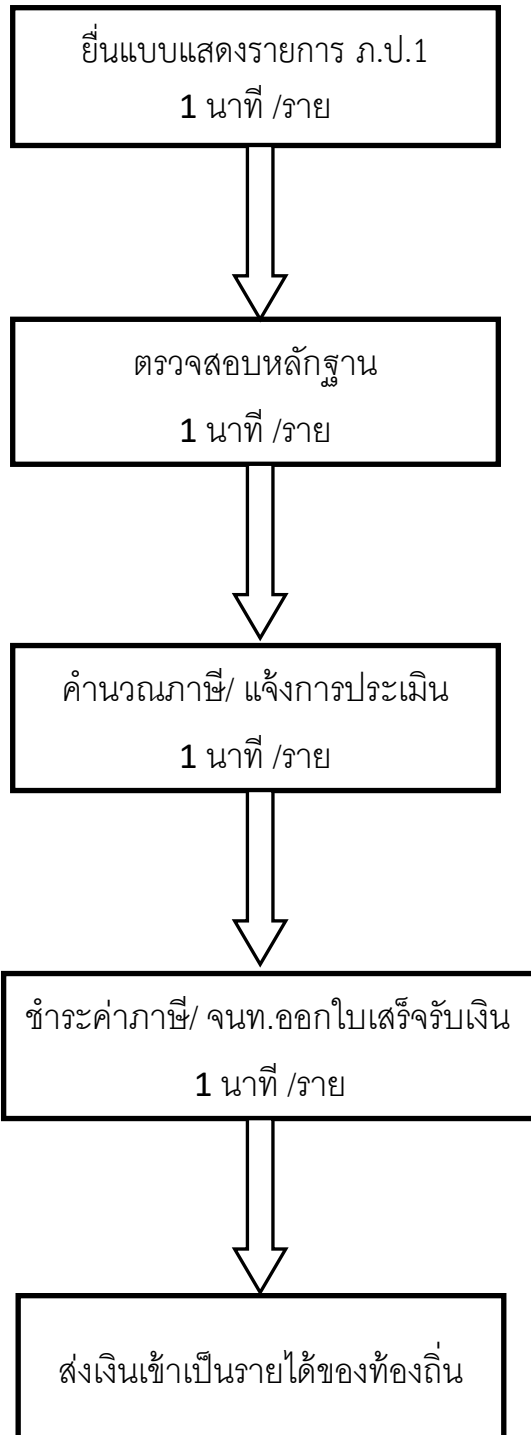 ยื่นแบบแสดงรายการ ภ.ป.1
1 นาที /ราย
ตรวจสอบหลักฐาน
1 นาที /ราย
คำนวณภาษี/ แจ้งการประเมิน
1 นาที /ราย
ชำระค่าภาษี/ จนท.ออกใบเสร็จรับเงิน
1 นาที /ราย
ส่งเงินเข้าเป็นรายได้ของท้องถิ่น